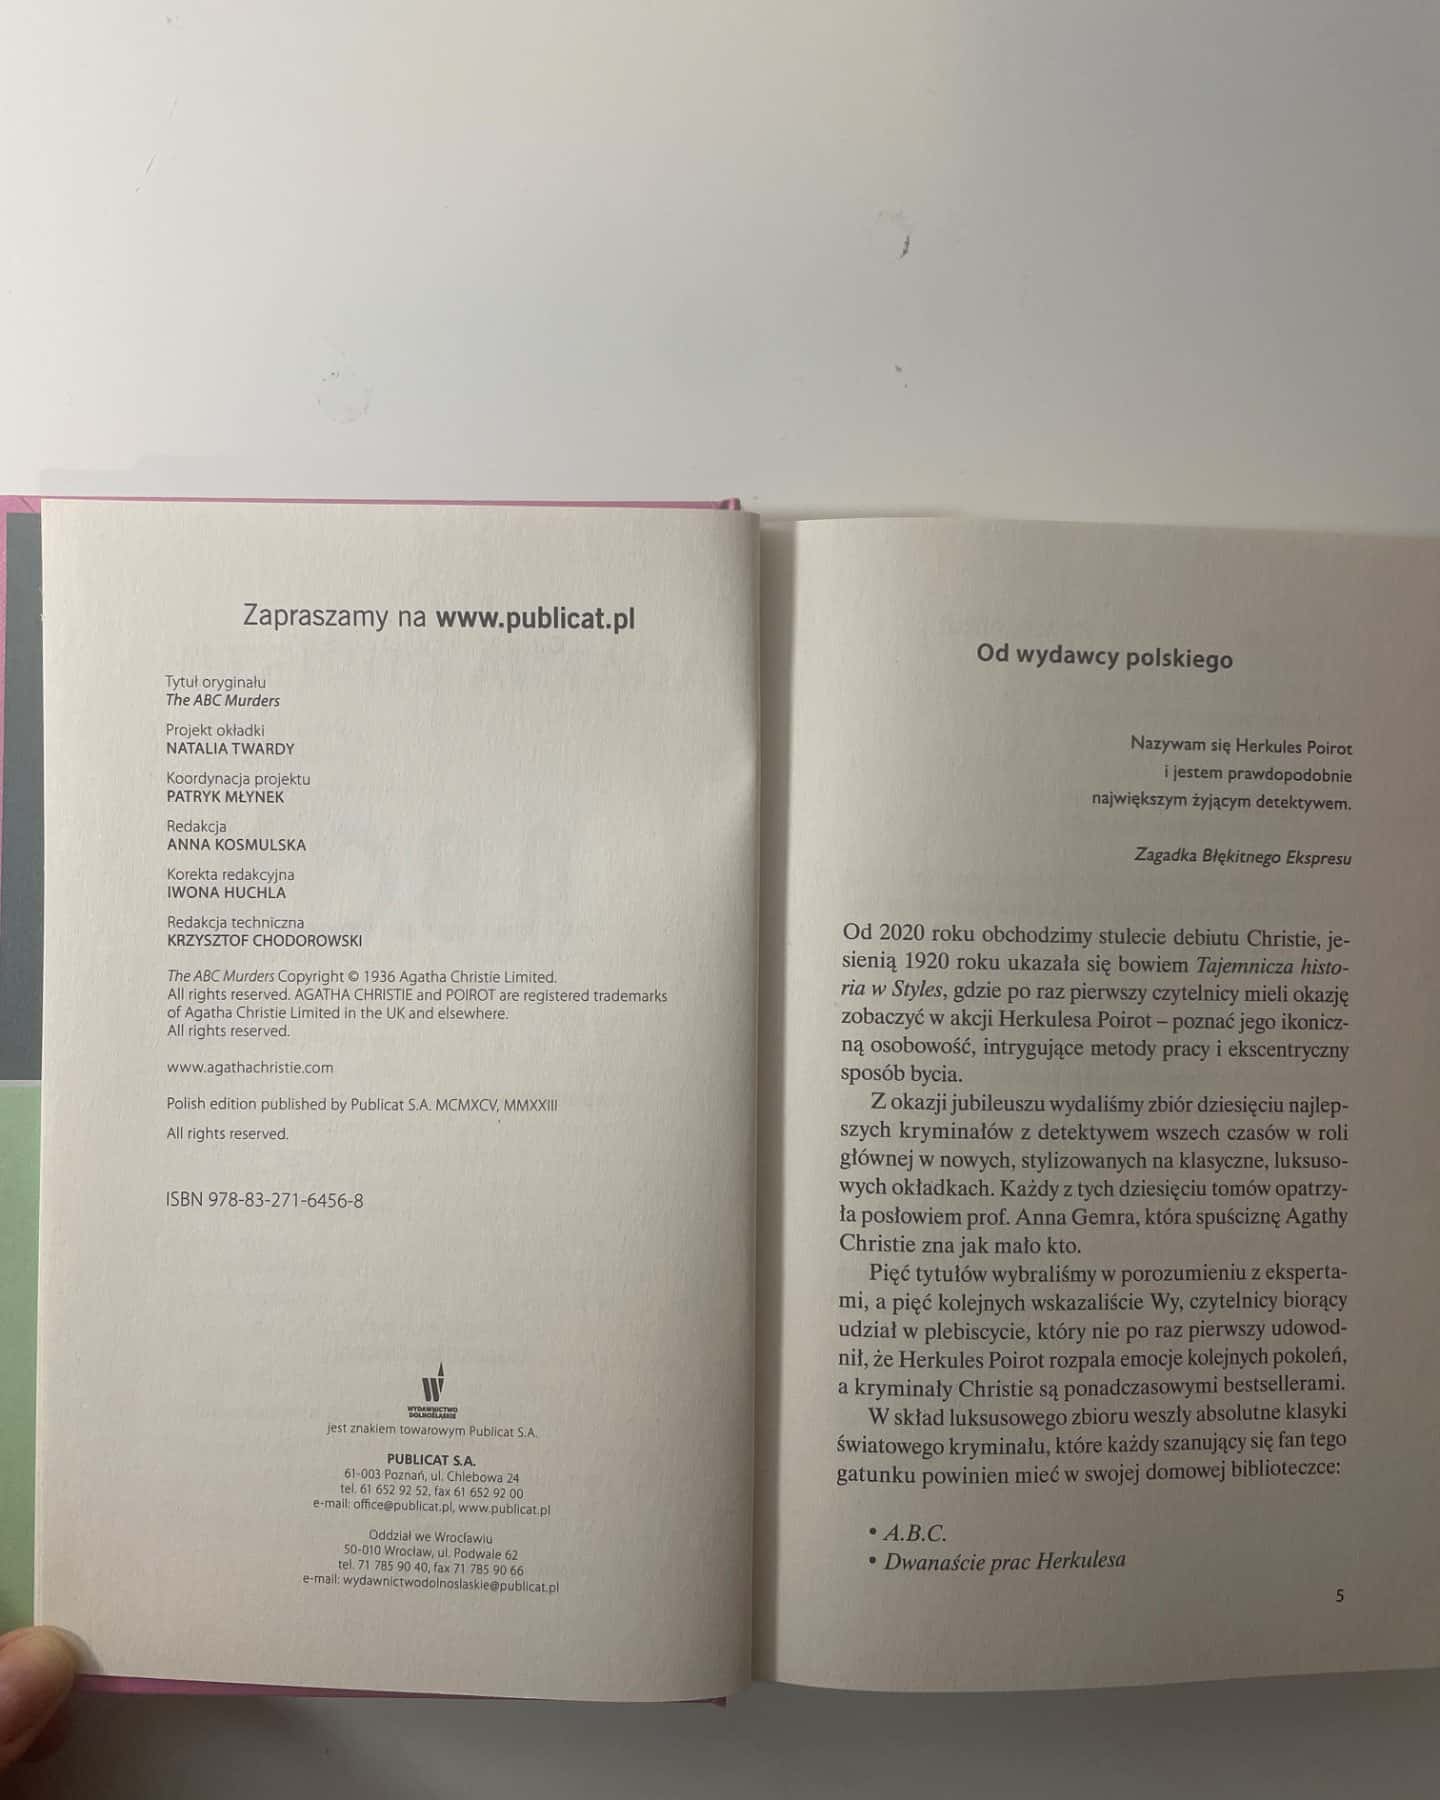 Zapraszamy na www.publicat.pl
Tytuł oryginału
The ABC Murders
Projekt okładki
NATALIA TWARDY
Koordynacja projektu
PATRYK MŁYNEK
Redakcja
ANNA KOSMULSKA
Korekta redakcyjna
IWONA HUCHLA
Redakcja techniczna
KRZYSZTOF CHODOROWSKI
The ABC Murders Copyright © 1936 Agatha Christie Limited.
All rights reserved. AGATHA CHRISTIE and POIROT are registered trademarks
of Agatha Christie Limited in the UK and elsewhere.
All rights reserved.
www.agathachristie.com
Polish edition published by Publicat S.A. MCMXCV, MMXXIII
All rights reserved.
ISBN 978-83-271-6456-8
W
WYDAWNICTWO
DOLNOŚLĄSKIE
jest znakiem towarowym Publicat S.A.
PUBLICAT S.A.
61-003 Poznań, ul. Chlebowa 24
tel. 61 652 92 52, fax 61 652 92 00
e-mail: office@publicat.pl, www.publicat.pl
Oddział we Wrocławiu
50-010 Wrocław, ul. Podwale 62
tel. 71 785 90 40, fax 71 785 90 66
e-mail: wydawnictwodolnoslaskie@publicat.pl
Od wydawcy polskiego
Nazywam się Herkules Poirot
i jestem prawdopodobnie
największym żyjącym detektywem.
Zagadka Błękitnego Ekspresu
Od 2020 roku obchodzimy stulecie debiutu Christie, je-
sienią 1920 roku ukazała się bowiem Tajemnicza histo-
ria w Styles, gdzie po raz pierwszy czytelnicy mieli okazję
zobaczyć w akcji Herkulesa Poirot – poznać jego ikonicz-
ną osobowość, intrygujące metody pracy i ekscentryczny
sposób bycia.
Z okazji jubileuszu wydaliśmy zbiór dziesięciu najlep-
szych kryminałów z detektywem wszech czasów w roli
głównej w nowych, stylizowanych na klasyczne, luksuso-
wych okładkach. Każdy z tych dziesięciu tomów opatrzy-
ła posłowiem prof. Anna Gemra, która spuściznę Agathy
Christie zna jak mało kto.
Pięć tytułów wybraliśmy w porozumieniu z eksperta-
mi, a pięć kolejnych wskazaliście Wy, czytelnicy biorący
udział w plebiscycie, który nie po raz pierwszy udowod-
nił, że Herkules Poirot rozpala emocje kolejnych pokoleń,
a kryminały Christie są ponadczasowymi bestsellerami.
W skład luksusowego zbioru weszły absolutne klasyki
światowego kryminału, które każdy szanujący się fan tego
gatunku powinien mieć w swojej domowej biblioteczce:
• A.B.C.
• Dwanaście prac Herkulesa
5